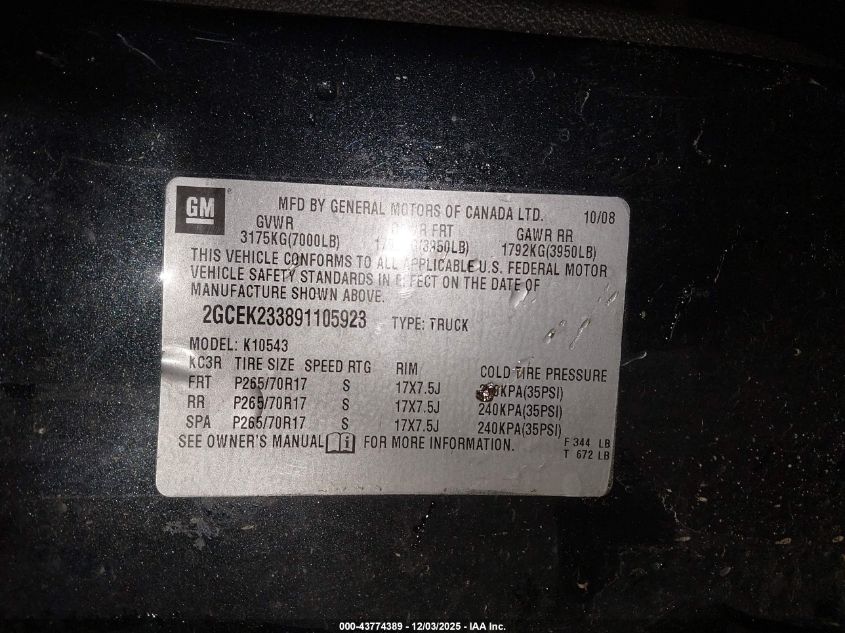 GM
MFD BY GENERAL MOTORS OF CANADA LTD. 10/08
GVWR FRT GAWR RR
3175KG(7000LB) (3950LB) 1792KG(3950LB)
THIS VEHICLE CONFORMS TO ALL APPLICABLE U.S. FEDERAL MOTOR
VEHICLE SAFETY STANDARDS IN EFFECT ON THE DATE OF
MANUFACTURE SHOWN ABOVE.
2GCEK233891105923 TYPE: TRUCK
MODEL: K10543
KC3R TIRE SIZE SPEED RTG RIM COLD TIRE PRESSURE
FRT P265/70R17 S 17X7.5J KPA(35PSI)
RR P265/70R17 S 17X7.5J 240KPA(35PSI)
SPA P265/70R17 S 17X7.5J 240KPA(35PSI)
SEE OWNER'S MANUAL FOR MORE INFORMATION.
F 344 LB
T 672 LB
000-43774389 - 12/03/2025 - IAA Inc.